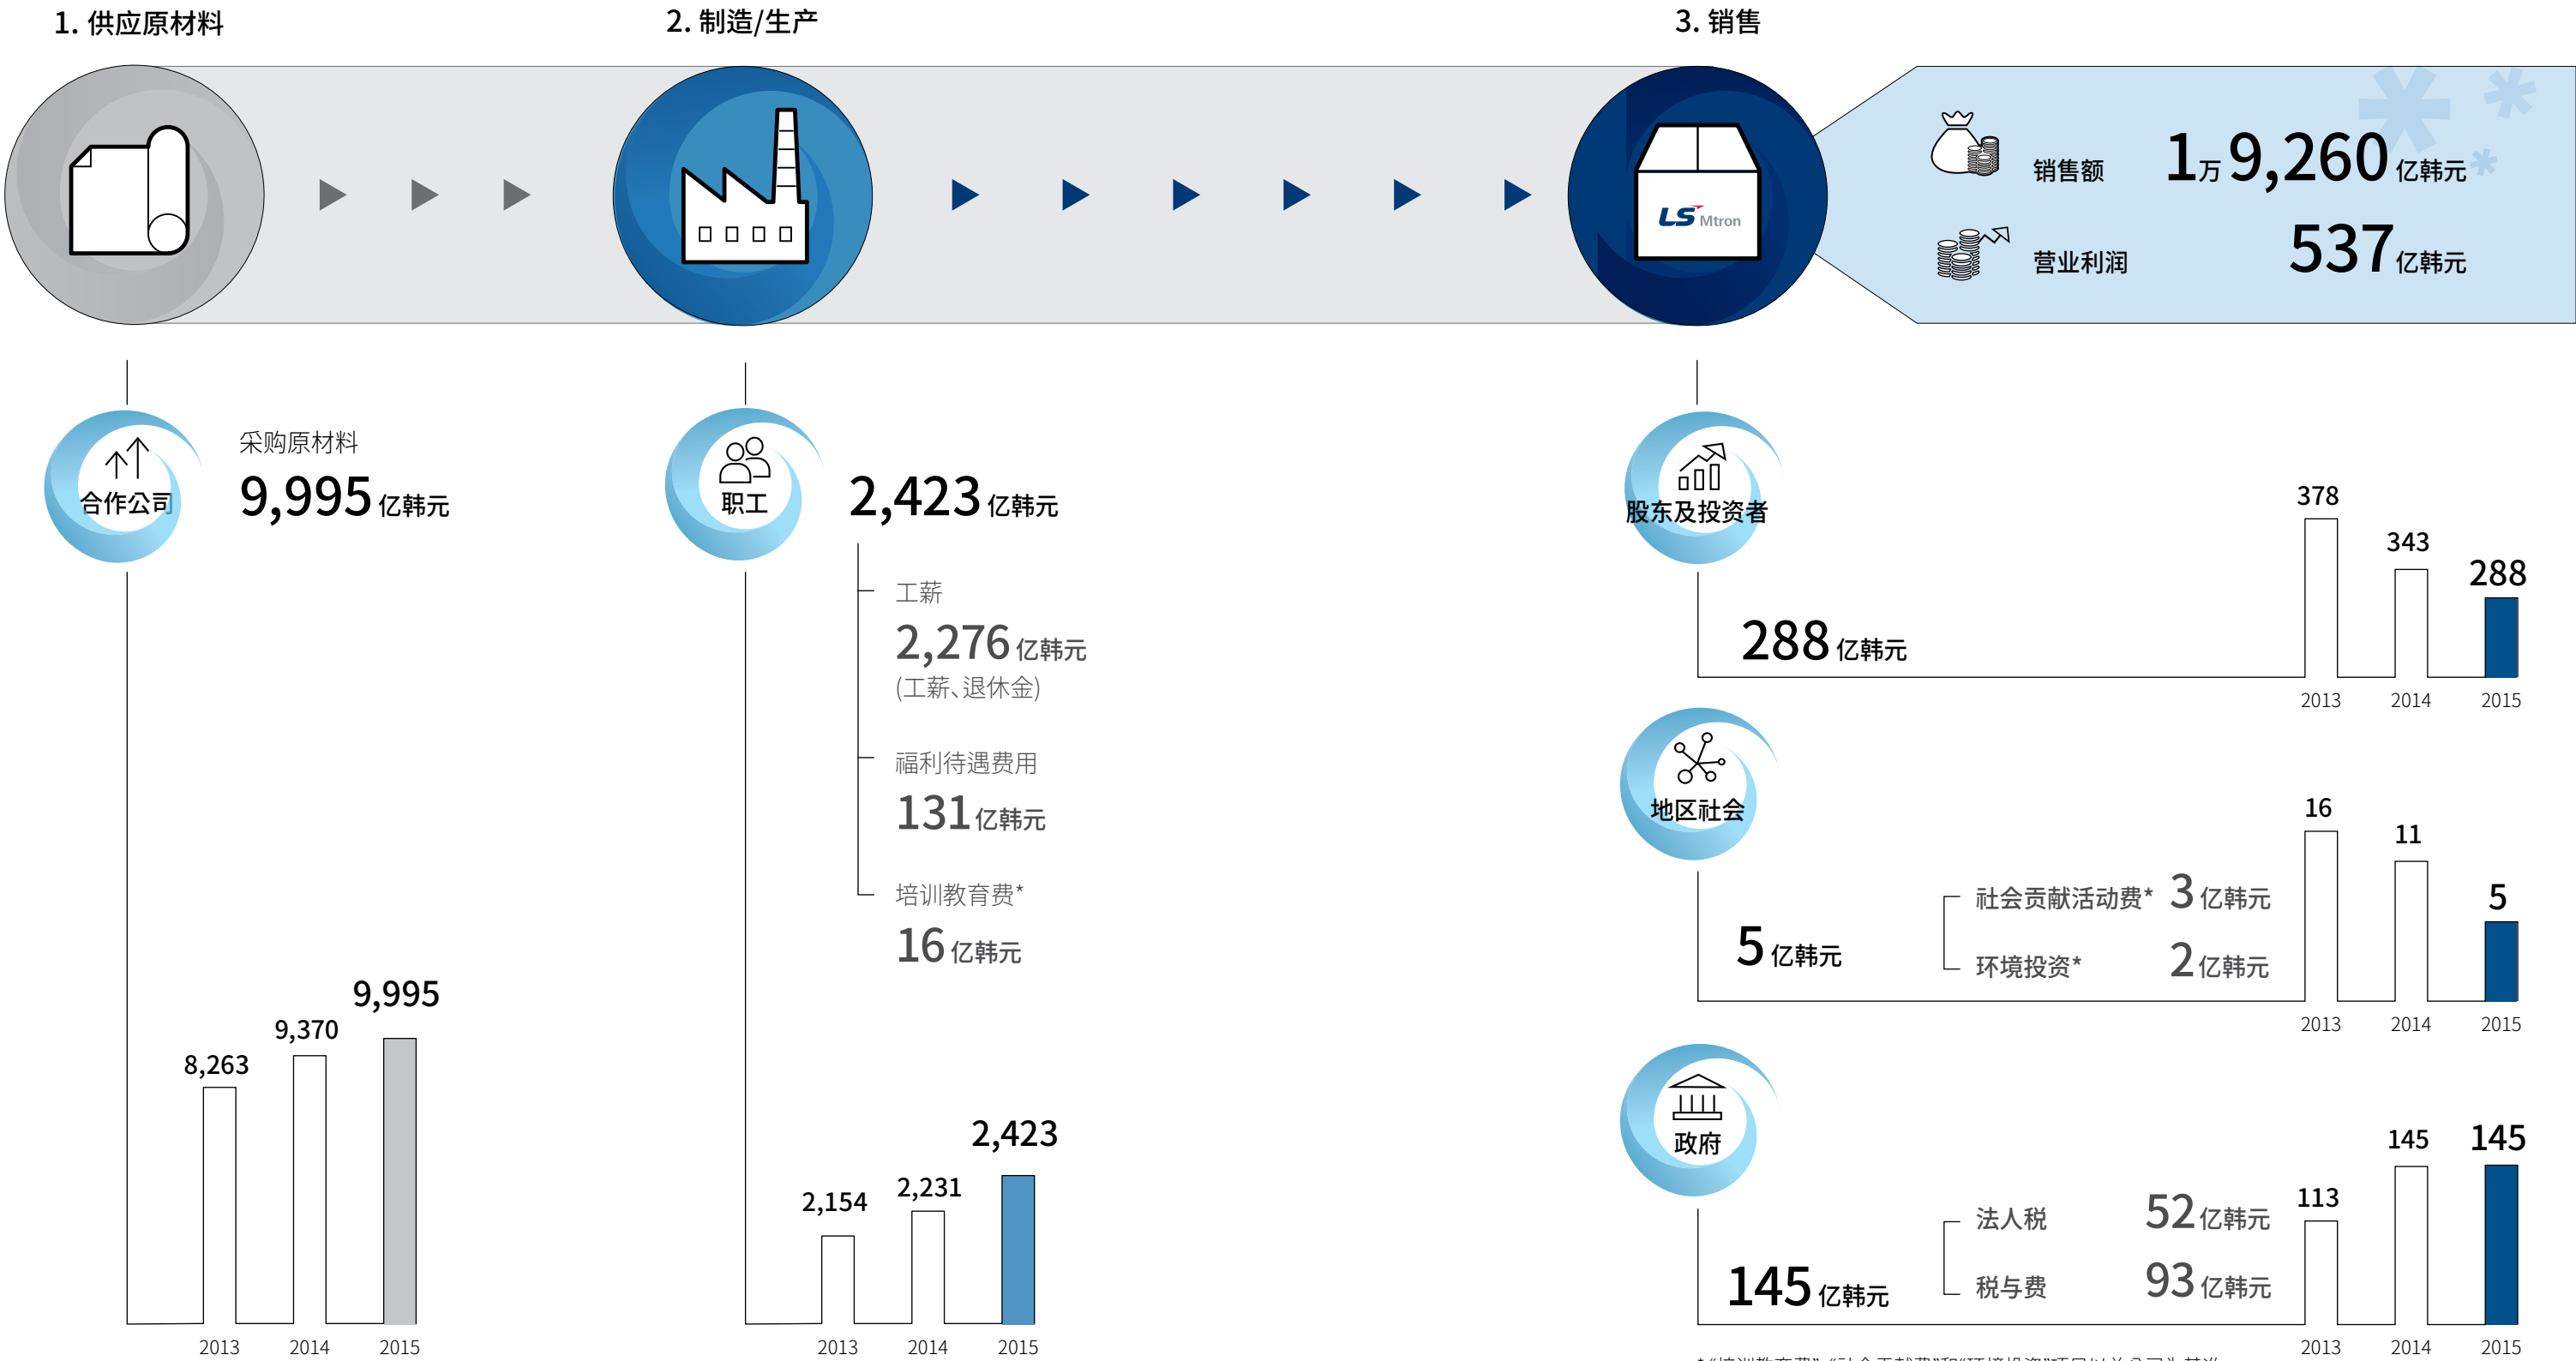 1. 供应原材料
2. 制造/生产
3. 销售
LS Mtron
销售额 1万 9,260 亿韩元
营业利润 537 亿韩元
合作公司
采购原材料
9,995 亿韩元
8,263
9,370
9,995
2013 2014 2015
职工
2,423 亿韩元
工薪
2,276 亿韩元
(工薪、退休金)
福利待遇费用
131 亿韩元
培训教育费*
16 亿韩元
2,154
2,231
2,423
2013 2014 2015
股东及投资者
288 亿韩元
378
343
288
2013 2014 2015
地区社会
5 亿韩元
社会贡献活动费* 3 亿韩元
环境投资* 2 亿韩元
16
11
5
2013 2014 2015
政府
145 亿韩元
法人税 52 亿韩元
税与费 93 亿韩元
113
145
145
2013 2014 2015